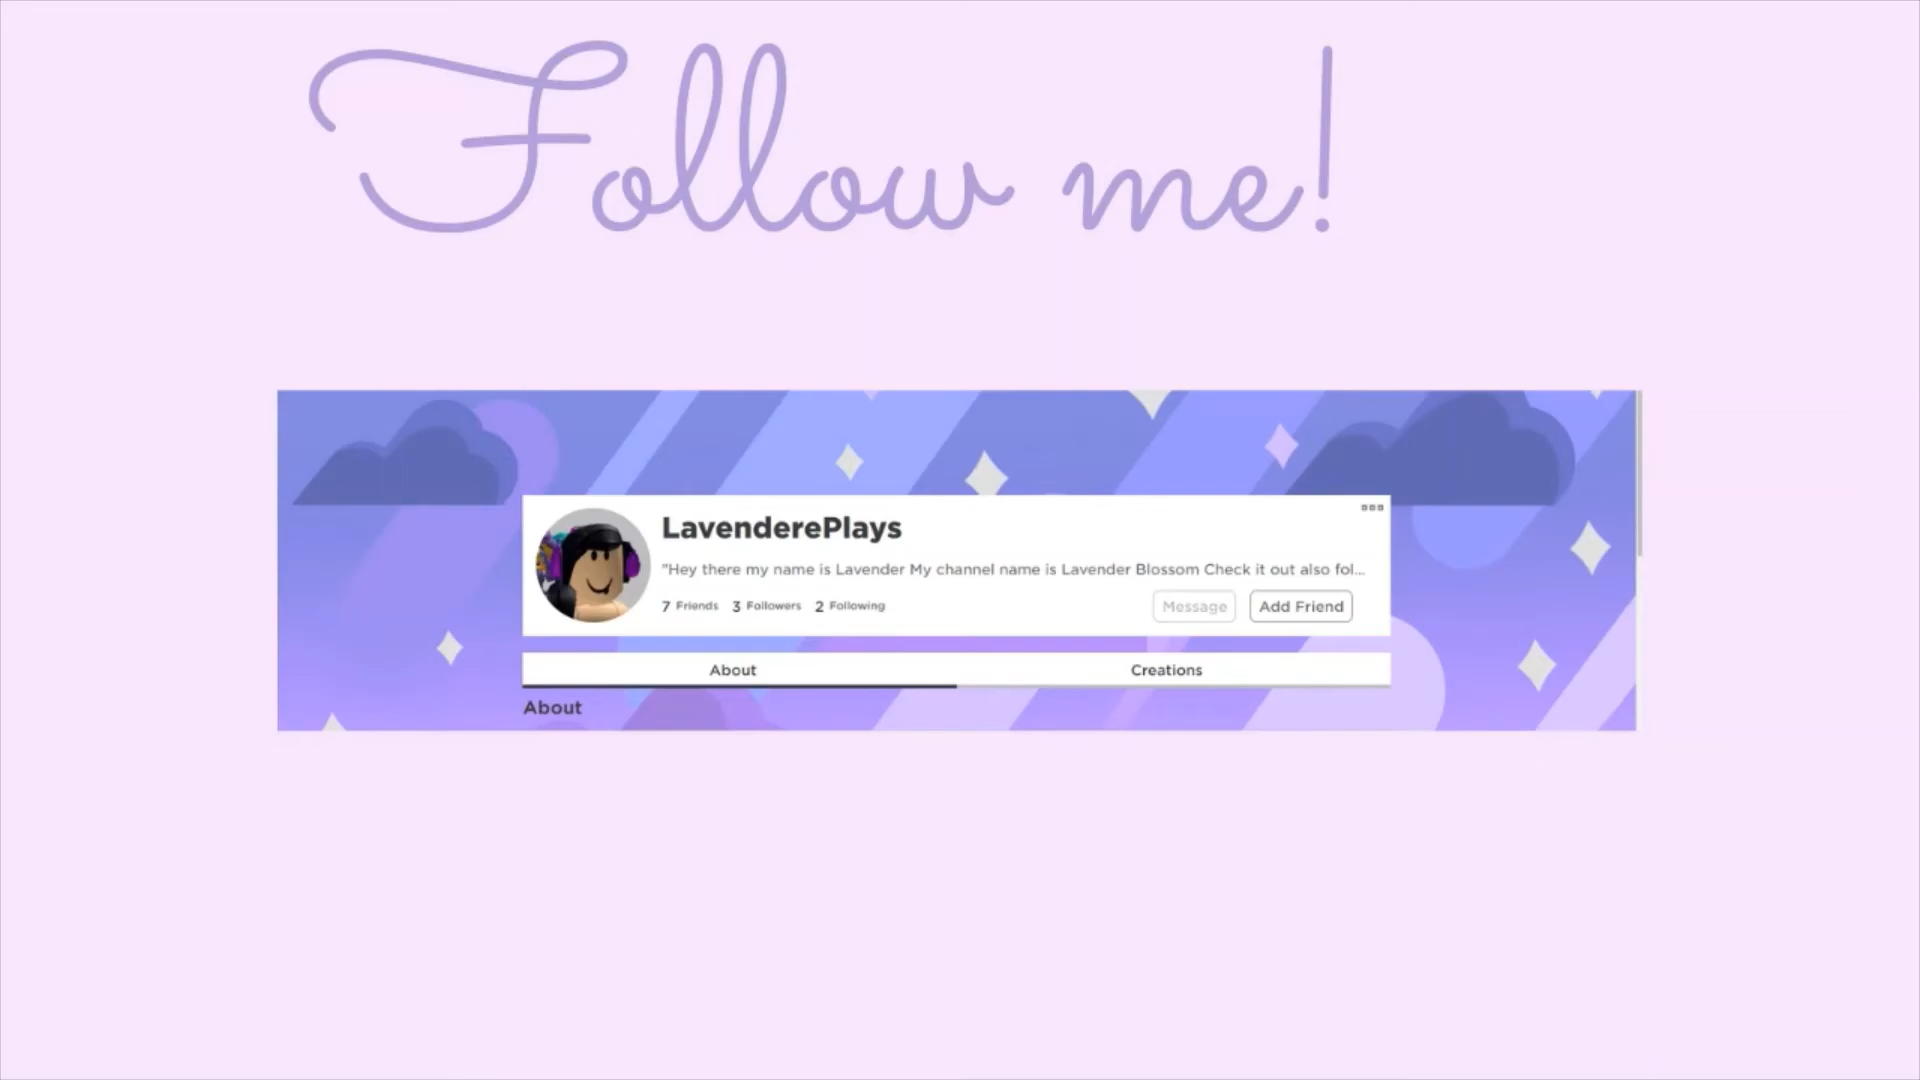 Follow me!
LavenderePlays
"Hey there my name is Lavender My channel name is Lavender Blossom Check it out also fol...
7 Friends 3 Followers 2 Following
Message Add Friend
About Creations
About